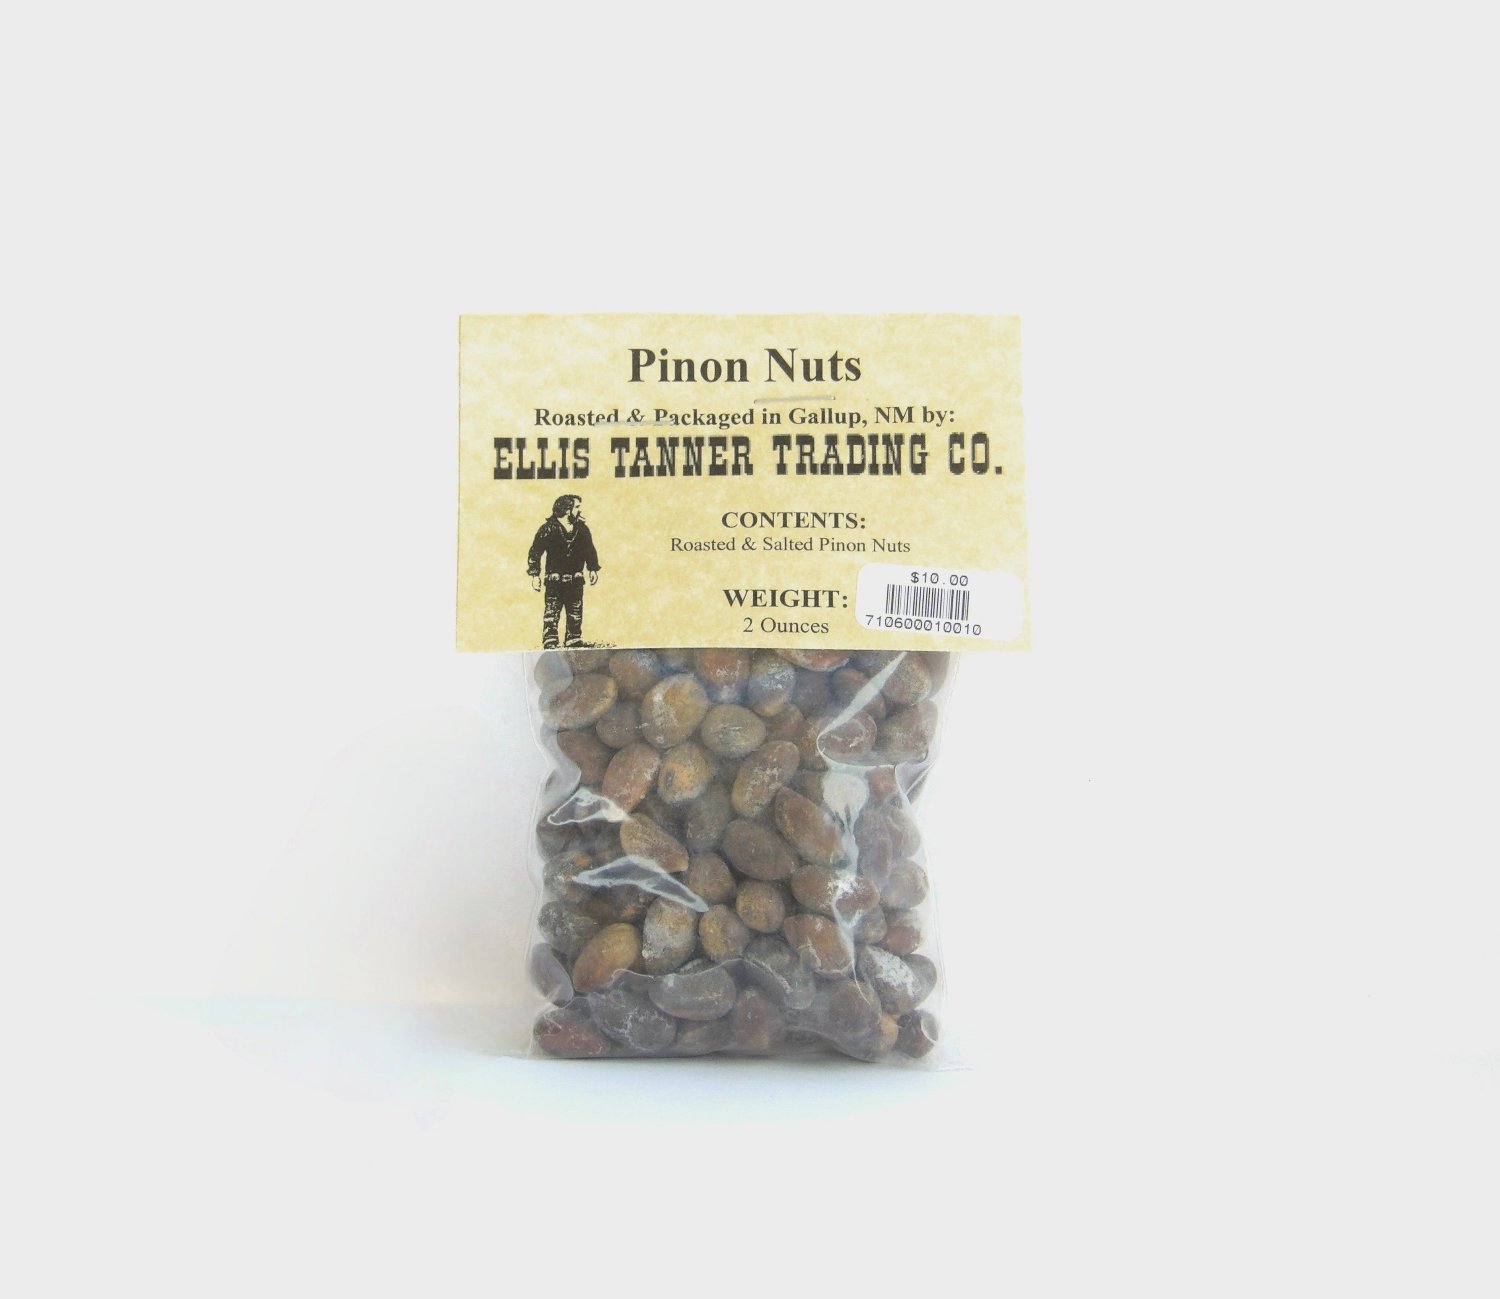 Pinon Nuts
Roasted & Packaged in Gallup, NM by:
ELLIS TANNER TRADING CO.
CONTENTS:
Roasted & Salted Pinon Nuts
WEIGHT:
2 Ounces
$10.00
710600010010